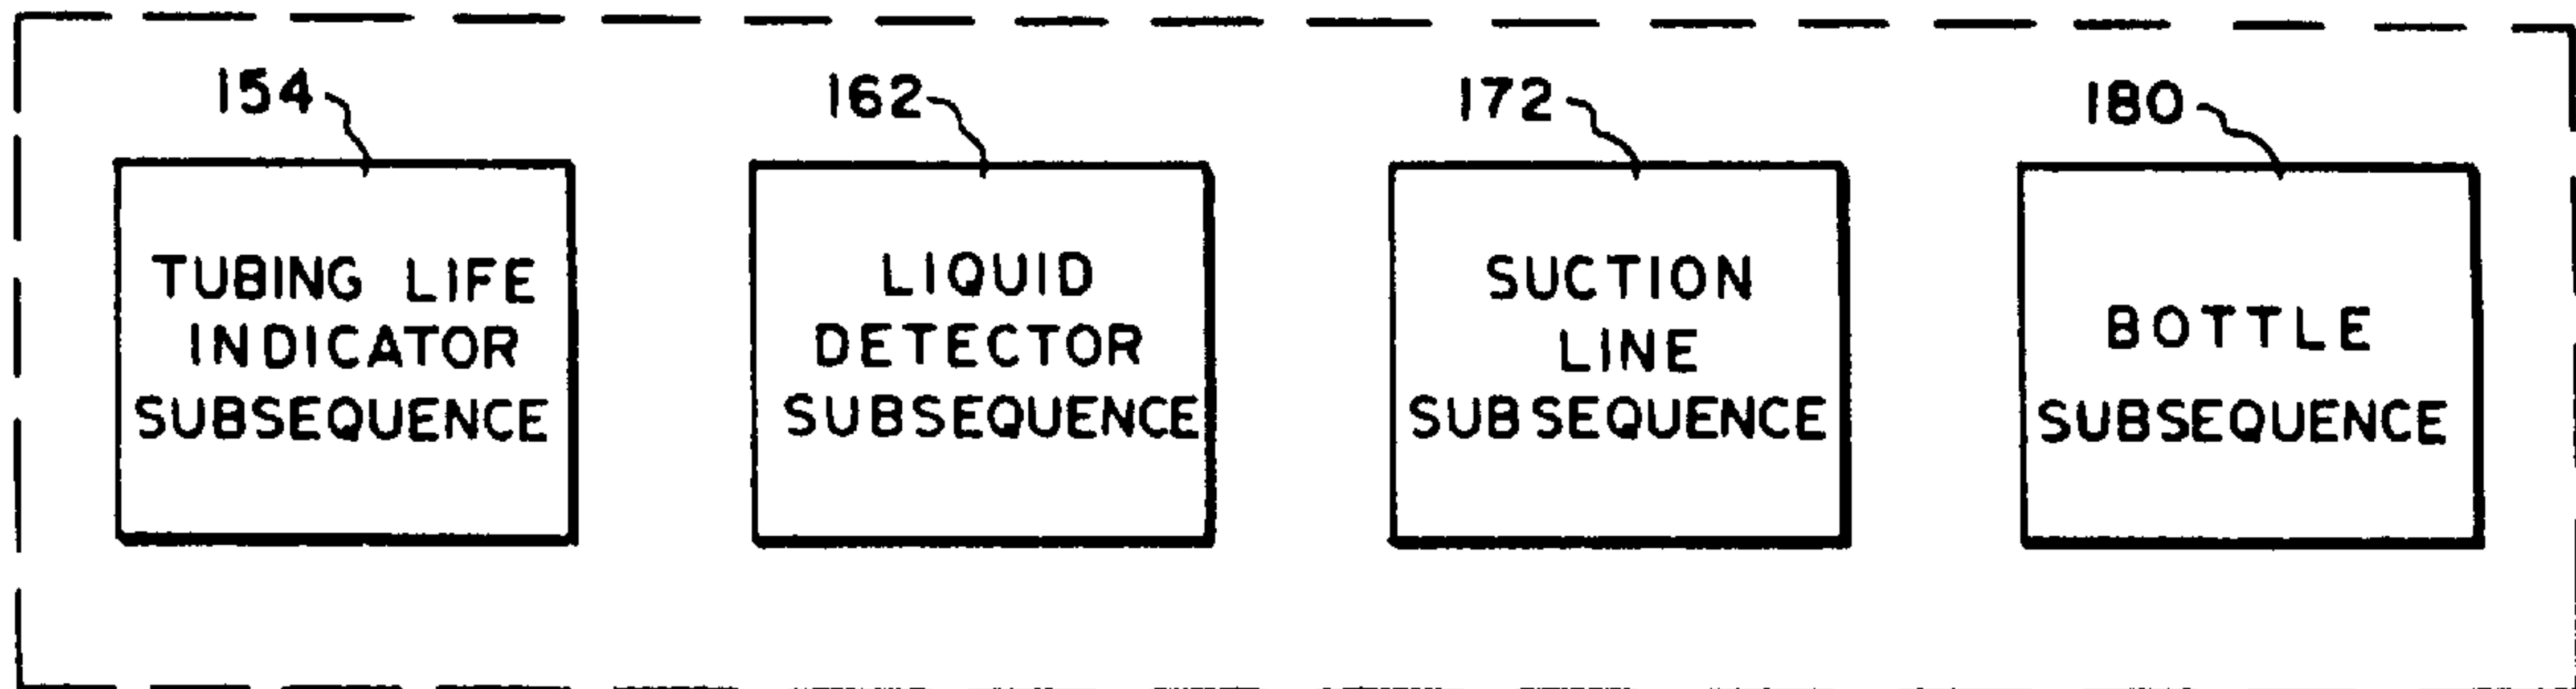 154
162
172
180
TUBING LIFE
INDICATOR
SUBSEQUENCE
LIQUID
DETECTOR
SUBSEQUENCE
SUCTION
LINE
SUBSEQUENCE
BOTTLE
SUBSEQUENCE